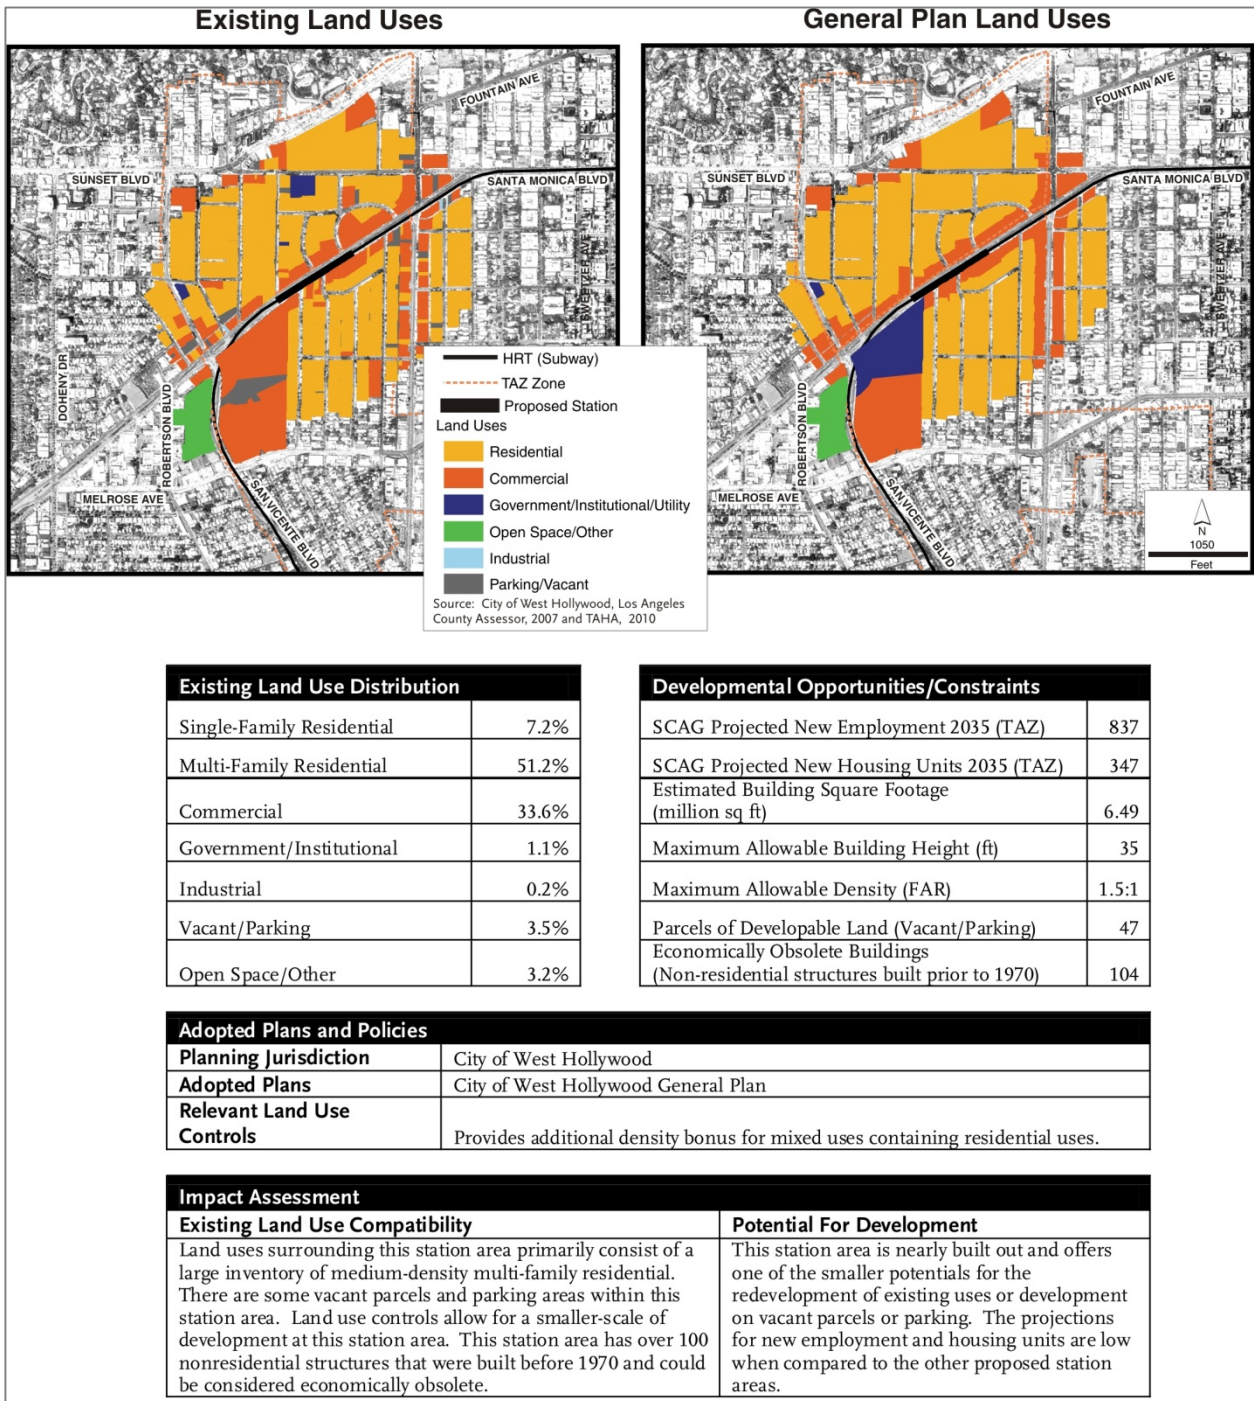 Existing Land Uses
General Plan Land Uses
FOUNTAIN AVE
SUNSET BLVD
SANTA MONICA BLVD
SWEETZER AVE
DOHENY DR
ROBERTSON BLVD
MELROSE AVE
SAN VICENTE BLVD
FOUNTAIN AVE
SUNSET BLVD
SANTA MONICA BLVD
SWEETZER AVE
DOHENY DR
ROBERTSON BLVD
MELROSE AVE
SAN VICENTE BLVD
N
1050
Feet
HRT (Subway)
TAZ Zone
Proposed Station
Land Uses
Residential
Commercial
Government/Institutional/Utility
Open Space/Other
Industrial
Parking/Vacant
Source: City of West Hollywood, Los Angeles
County Assessor, 2007 and TAHA, 2010
Existing Land Use Distribution
Single-Family Residential 7.2%
Multi-Family Residential 51.2%
Commercial 33.6%
Government/Institutional 1.1%
Industrial 0.2%
Vacant/Parking 3.5%
Open Space/Other 3.2%
Developmental Opportunities/Constraints
SCAG Projected New Employment 2035 (TAZ) 837
SCAG Projected New Housing Units 2035 (TAZ) 347
Estimated Building Square Footage
(million sq ft) 6.49
Maximum Allowable Building Height (ft) 35
Maximum Allowable Density (FAR) 1.5:1
Parcels of Developable Land (Vacant/Parking) 47
Economically Obsolete Buildings
(Non-residential structures built prior to 1970) 104
Adopted Plans and Policies
Planning Jurisdiction City of West Hollywood
Adopted Plans City of West Hollywood General Plan
Relevant Land Use
Controls Provides additional density bonus for mixed uses containing residential uses.
Impact Assessment
Existing Land Use Compatibility
Land uses surrounding this station area primarily consist of a
large inventory of medium-density multi-family residential.
There are some vacant parcels and parking areas within this
station area. Land use controls allow for a smaller-scale of
development at this station area. This station area has over 100
nonresidential structures that were built before 1970 and could
be considered economically obsolete.
Potential For Development
This station area is nearly built out and offers
one of the smaller potentials for the
redevelopment of existing uses or development
on vacant parcels or parking. The projections
for new employment and housing units are low
when compared to the other proposed station
areas.